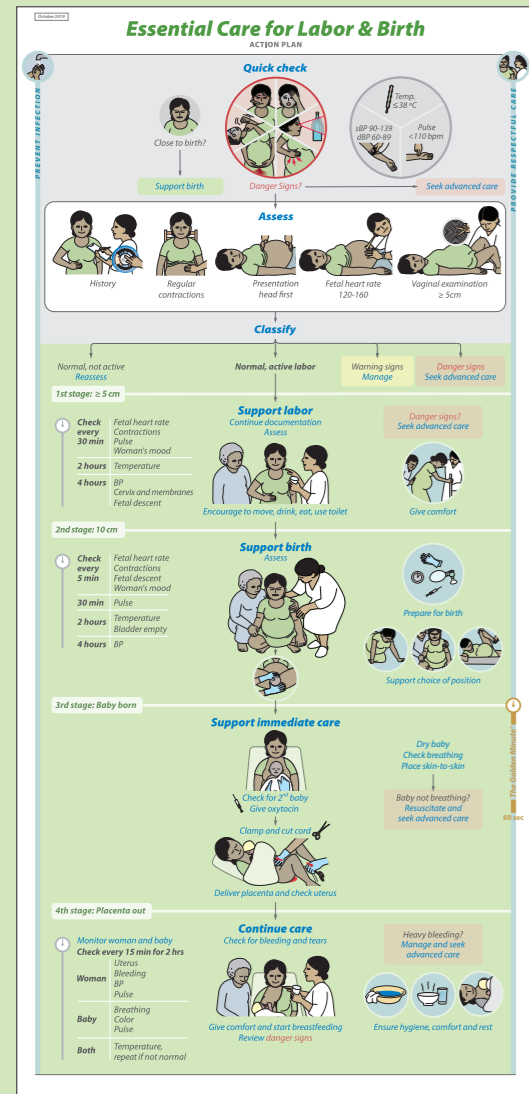 October 2019
Essential Care for Labor & Birth
ACTION PLAN
PREVENT INFECTION
PROVIDE RESPECTFUL CARE
Quick check
Close to birth?
Temp.
≤38 ºC
sBP 90-139
dBP 60-89
Pulse
<110 bpm
Support birth
Danger Signs?
Seek advanced care
Assess
History
Regular
contractions
Presentation
head first
Fetal heart rate
120-160
Vaginal examination
≥ 5cm
Classify
Normal, not active
Reassess
Normal, active labor
Warning signs
Manage
Danger signs
Seek advanced care
1st stage: ≥ 5 cm
Check
every
30 min
Fetal heart rate
Contractions
Pulse
Woman's mood
2 hours
Temperature
4 hours
BP
Cervix and membranes
Fetal descent
Support labor
Continue documentation
Assess
Encourage to move, drink, eat, use toilet
Danger signs?
Seek advanced care
Give comfort
2nd stage: 10 cm
Check
every
5 min
Fetal heart rate
Contractions
Fetal descent
Woman's mood
30 min
Pulse
2 hours
Temperature
Bladder empty
4 hours
BP
Support birth
Assess
Prepare for birth
Support choice of position
3rd stage: Baby born
Support immediate care
Check for 2nd baby
Give oxytocin
Clamp and cut cord
Deliver placenta and check uterus
Dry baby
Check breathing
Place skin-to-skin
Baby not breathing?
Resuscitate and
seek advanced care
The Golden Minute®
60 sec
4th stage: Placenta out
Monitor woman and baby
Check every 15 min for 2 hrs
Woman
Uterus
Bleeding
BP
Pulse
Baby
Breathing
Color
Pulse
Both
Temperature,
repeat if not normal
Continue care
Check for bleeding and tears
Give comfort and start breastfeeding
Review danger signs
Heavy bleeding?
Manage and seek
advanced care
Ensure hygiene, comfort and rest